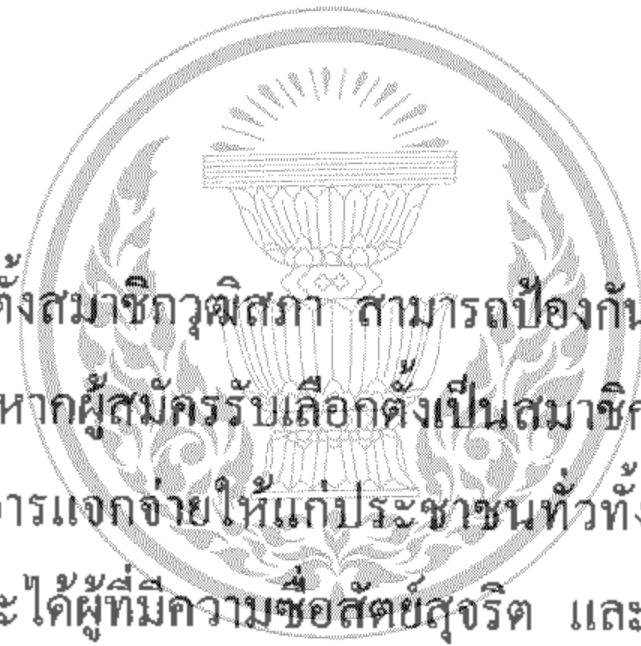 ตั้งสมาชิกวุฒิสภา สามารถป้องกัน
หากผู้สมัครรับเลือกตั้งเป็นสมาชิก
การแจกจ่ายให้แก่ประชาชนทั่วทั้ง
ะได้ผู้ที่มีความซื่อสัตย์สุจริต และ